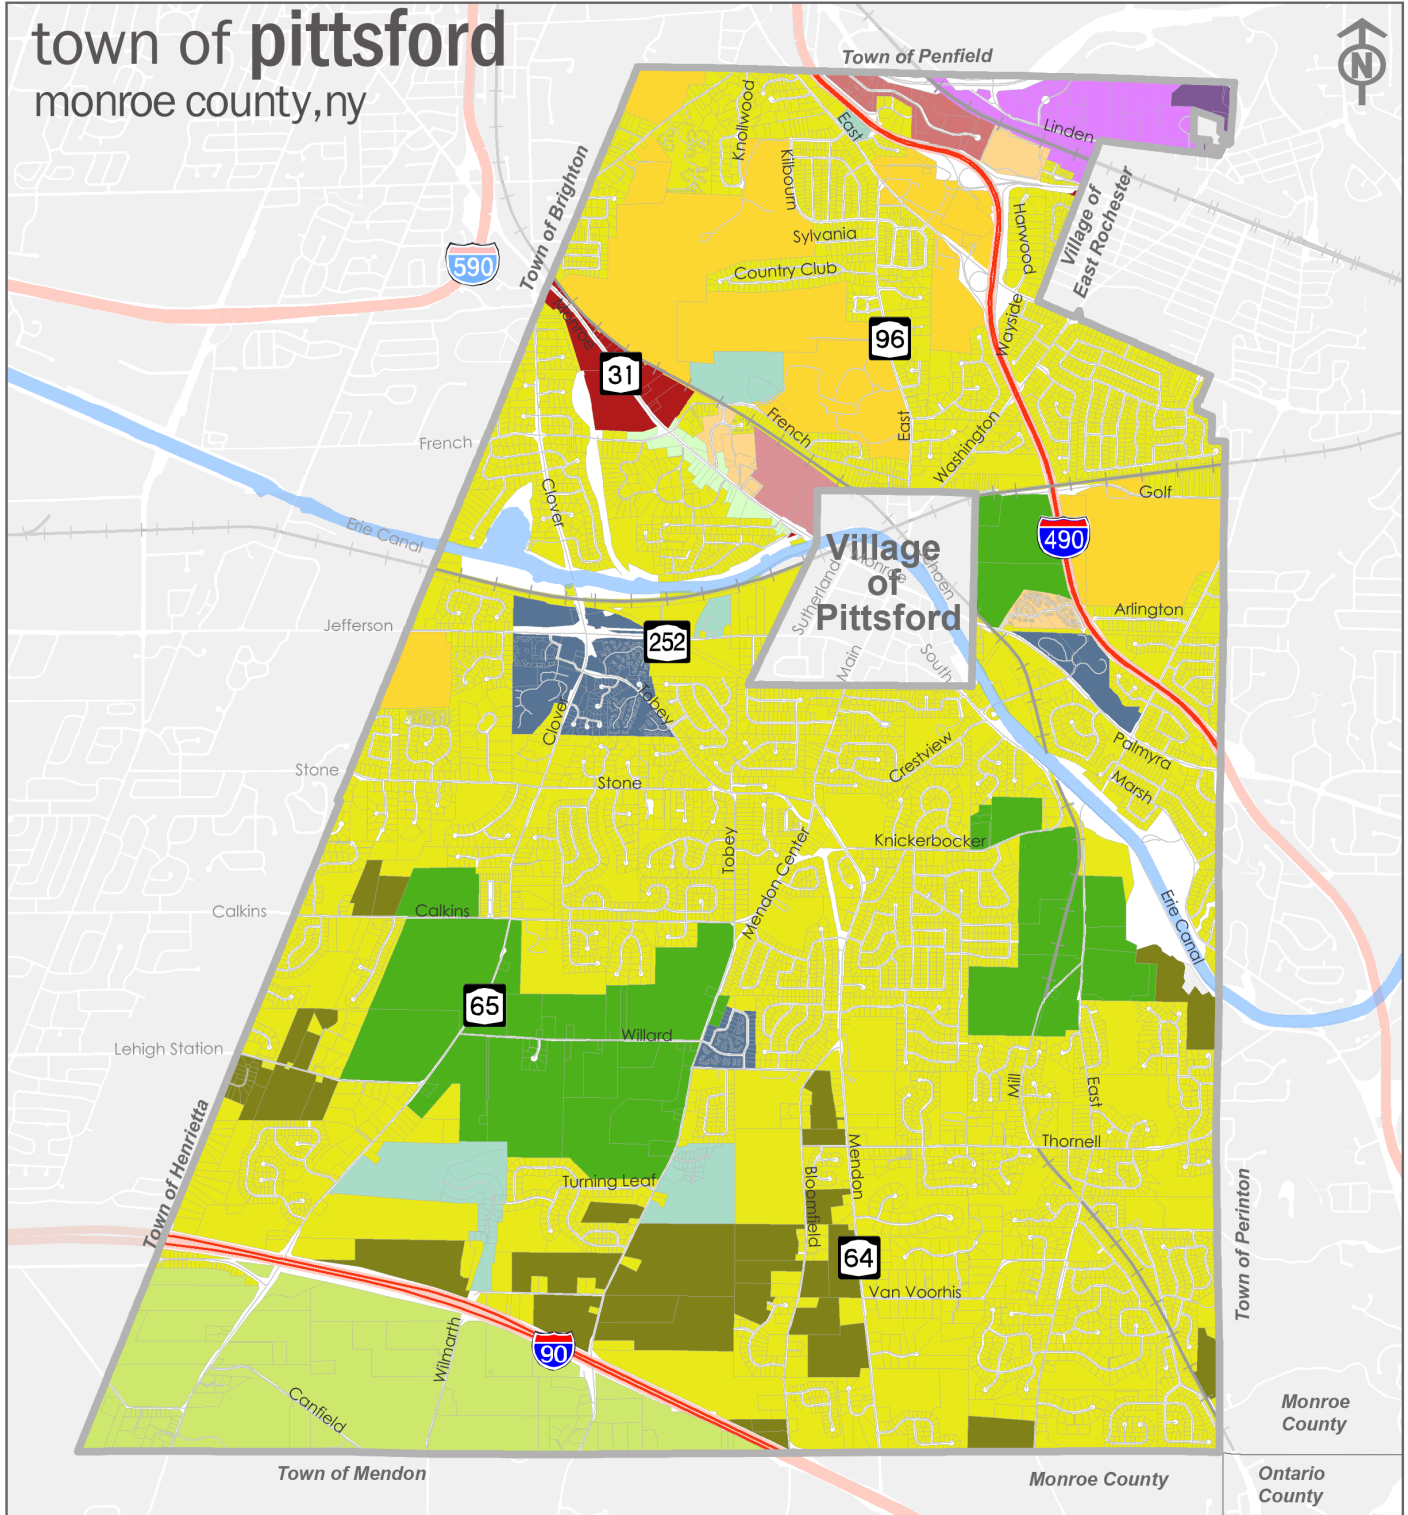 town of pittsford
monroe county,ny
Town of Penfield
N
Knollwood
East
Linden
Kilbourn
Town of Brighton
Village of
East Rochester
Harwood
Sylvania
590
Country Club
Monroe
Wayside
96
31
French
East
Washington
French
Clover
Golf
Erie Canal
490
Village
of
Pittsford
Monroe
Schoen
Sutherland
Arlington
Jefferson
252
Main
South
Tobey
Clover
Crestview
Palmyra
Stone
Stone
Marsh
Tobey
Mendon Center
Knickerbocker
Calkins
Calkins
Erie Canal
65
Willard
Lehigh Station
Mill
East
Town of Henrietta
Mendon
Thornell
Bloomfield
Turning Leaf
Town of Perinton
64
Van Voorhis
Wilmarth
90
Canfield
Monroe
County
Town of Mendon
Monroe County
Ontario
County